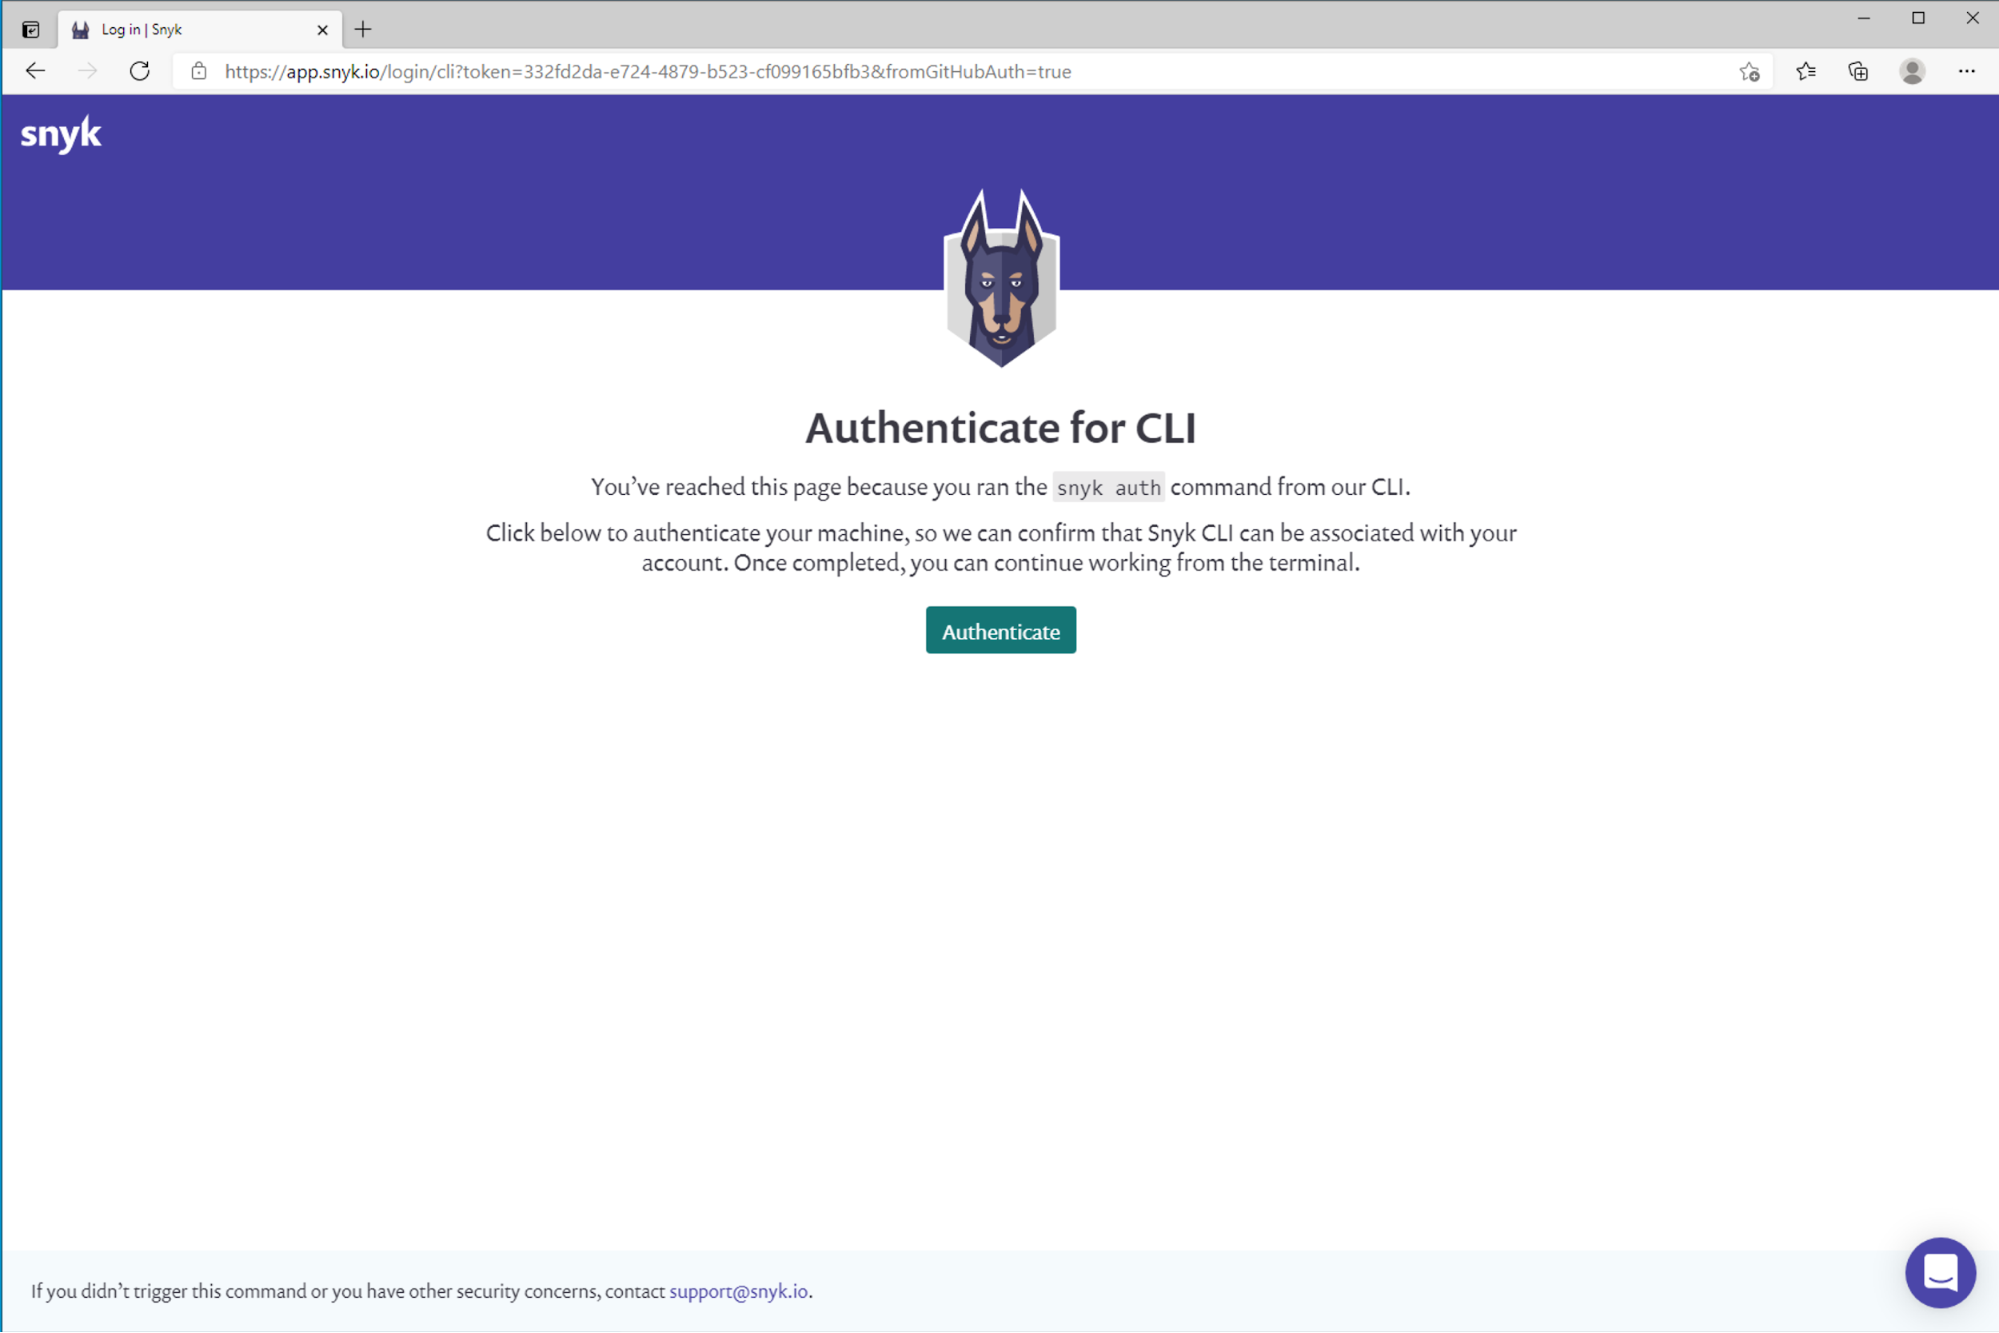 Log in | Snyk
https://app.snyk.io/login/cli?token=332fd2da-e724-4879-b523-cf099165bfb3&fromGitHubAuth=true
snyk
Authenticate for CLI
You’ve reached this page because you ran the snyk auth command from our CLI.
Click below to authenticate your machine, so we can confirm that Snyk CLI can be associated with your
account. Once completed, you can continue working from the terminal.
Authenticate
If you didn’t trigger this command or you have other security concerns, contact support@snyk.io.